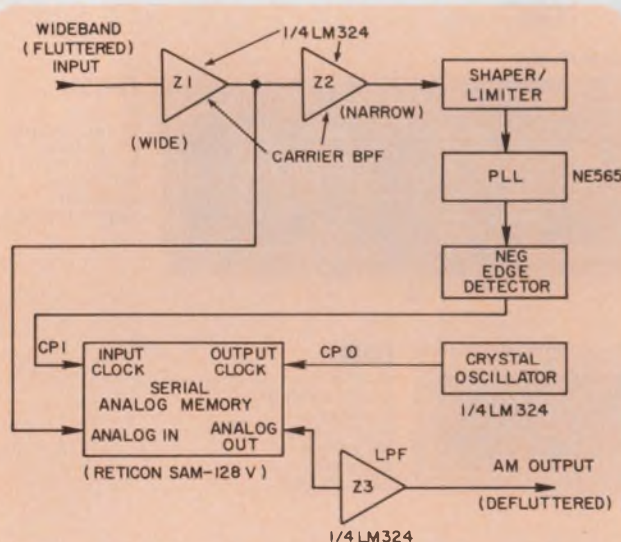 WIDEBAND
(FLUTTERED)
INPUT
Z1
(WIDE)
1/4 LM324
Z2
(NARROW)
CARRIER BPF
SHAPER/
LIMITER
PLL
NE565
NEG
EDGE
DETECTOR
CP1
INPUT
CLOCK
OUTPUT
CLOCK
SERIAL
ANALOG MEMORY
ANALOG IN
ANALOG
OUT
(RETICON SAM-128 V)
CP0
CRYSTAL
OSCILLATOR
1/4 LM324
LPF
Z3
1/4 LM324
AM OUTPUT
(DEFLUTTERED)